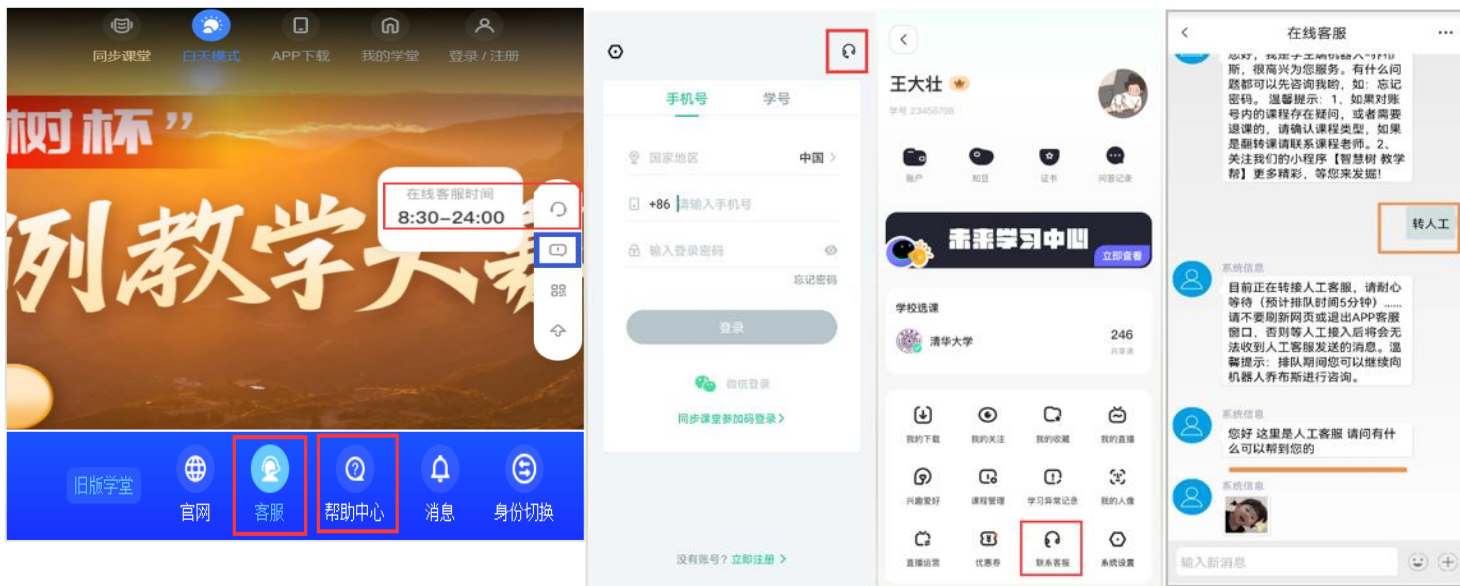 同步课堂
白天模式
APP下载
我的学堂
登录 / 注册
树杯”
例教学大赛
在线客服时间
8:30–24:00
旧版学堂
官网
客服
帮助中心
消息
身份切换
手机号
学号
国家地区
中国
+86 请输入手机号
输入登录密码
忘记密码
登录
微信登录
同步课堂参加码登录>
没有账号? 立即注册 >
王大壮
学号 23456798
账户
知豆
证书
问答记录
未来学习中心
立即查看
学校选课
清华大学
246
共享课
我的下载
我的关注
我的收藏
我的直播
兴趣爱好
课程管理
学习异常记录
我的人像
直播运营
优惠券
联系客服
系统设置
在线客服
斯，很高兴为您服务。有什么问
题都可以先咨询我哟，如：忘记
密码。 温馨提示：1、如果对账
号内的课程存在疑问，或者需要
退课的，请确认课程类型，如果
是翻转课请联系课程老师。2、
关注我们的小程序【智慧树 教学
帮】更多精彩，等您来发掘！
转人工
系统信息
目前正在转接人工客服，请耐心
等待（预计排队时间5分钟）......
请不要刷新网页或退出APP客服
窗口，否则等人工接入后将会无
法收到人工客服发送的消息。温
馨提示：排队期间您可以继续向
机器人乔布斯进行咨询。
系统信息
您好 这里是人工客服 请问有什
么可以帮到您的
系统信息
输入新消息